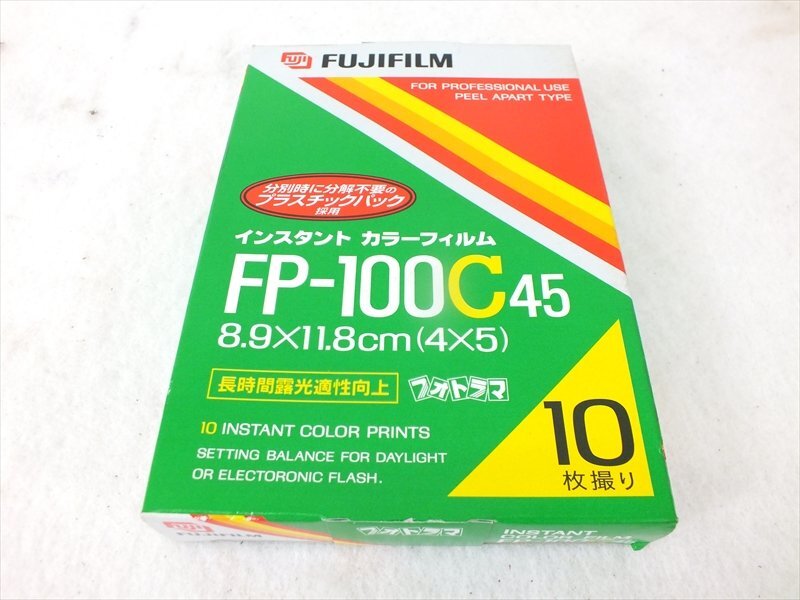 FUJI FUJIFILM
FOR PROFESSIONAL USE
PEEL APART TYPE
分別時に分解不要の
プラスチックパック
採用
インスタント カラーフィルム
FP-100C45
8.9×11.8cm(4×5)
長時間露光適性向上 フォトラマ
10 INSTANT COLOR PRINTS
SETTING BALANCE FOR DAYLIGHT
OR ELECTORONIC FLASH.
10
枚撮り
FUJI FUJIFILM
フォトラマ
INSTANT
COLOR FILM